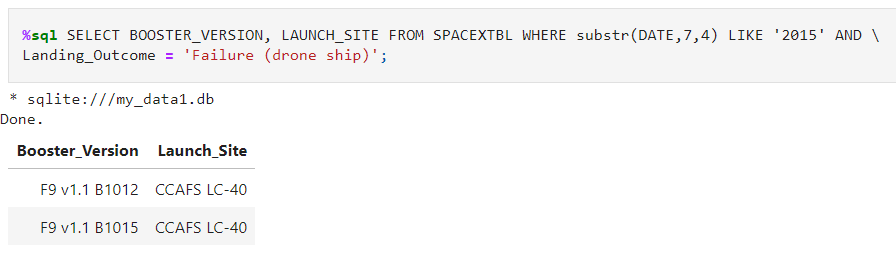 %sql SELECT BOOSTER_VERSION, LAUNCH_SITE FROM SPACEXTBL WHERE substr(DATE,7,4) LIKE '2015' AND \
Landing_Outcome = 'Failure (drone ship)';
* sqlite:///my_data1.db
Done.
Booster_Version Launch_Site
F9 v1.1 B1012 CCAFS LC-40
F9 v1.1 B1015 CCAFS LC-40